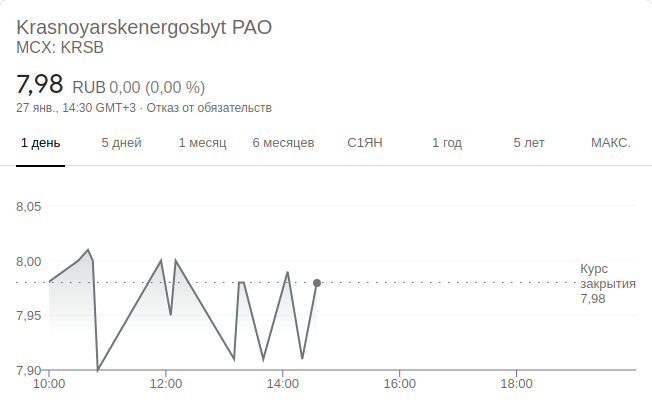 Krasnoyarskenergosbyt PAO
MCX: KRSB
7,98 RUB 0,00 (0,00 %)
27 янв., 14:30 GMT+3 · Отказ от обязательств
1 день 5 дней 1 месяц 6 месяцев С1ЯН 1 год 5 лет МАКС.
8,05
8,00
Курс
закрытия
7,98
7,95
7,90
10:00 12:00 14:00 16:00 18:00